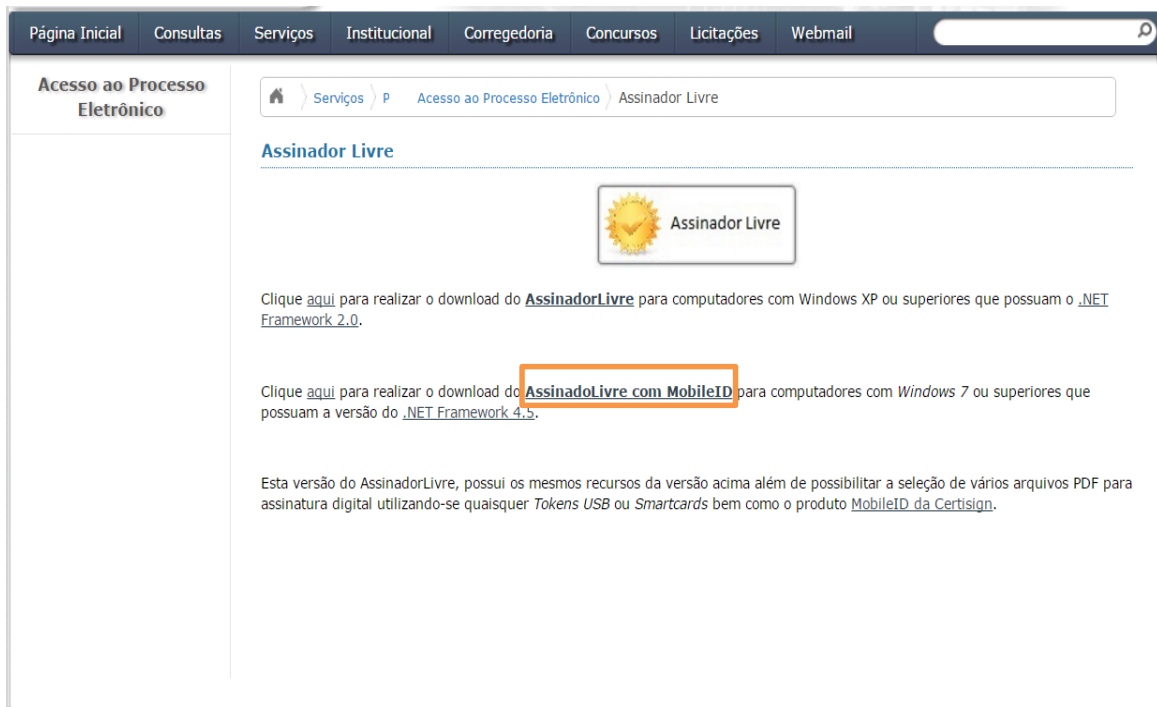 Página Inicial Consultas Serviços Institucional Corregedoria Concursos Licitações Webmail
Acesso ao Processo
Eletrônico
Serviços P Acesso ao Processo Eletrônico Assinador Livre
Assinador Livre
Assinador Livre
Clique aqui para realizar o download do AssinadorLivre para computadores com Windows XP ou superiores que possuam o .NET
Framework 2.0.
Clique aqui para realizar o download do AssinadoLivre com MobileID para computadores com Windows 7 ou superiores que
possuam a versão do .NET Framework 4.5.
Esta versão do AssinadorLivre, possui os mesmos recursos da versão acima além de possibilitar a seleção de vários arquivos PDF para
assinatura digital utilizando-se quaisquer Tokens USB ou Smartcards bem como o produto MobileID da Certisign.